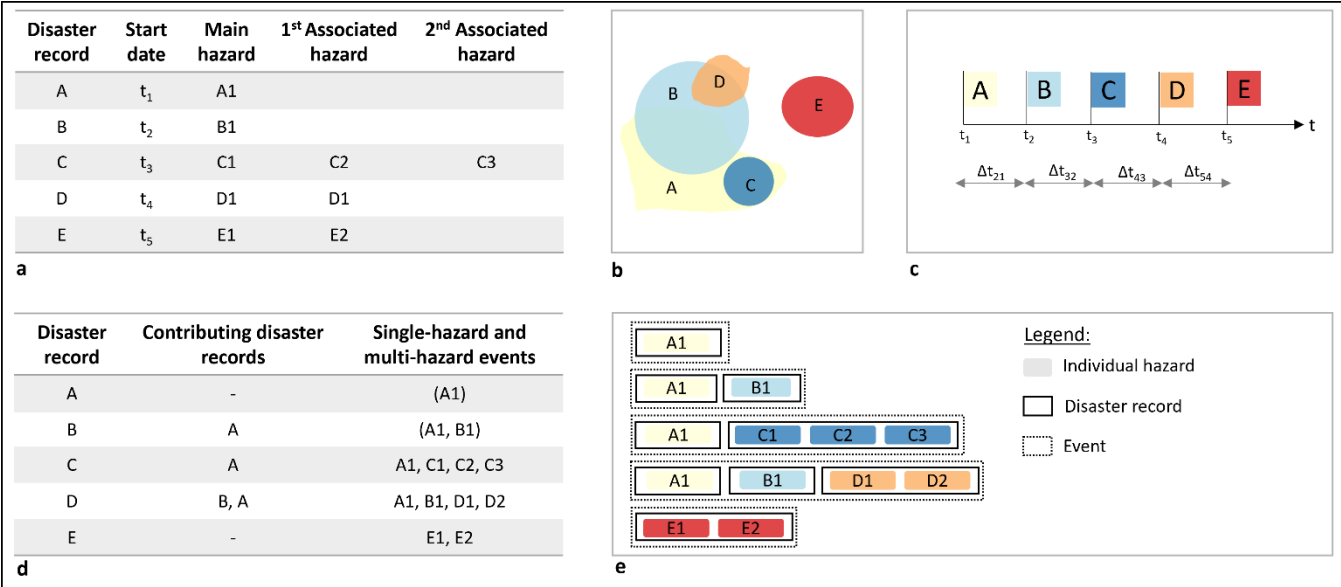 Disaster record Start date Main hazard 1st Associated hazard 2nd Associated hazard
A t1 A1
B t2 B1
C t3 C1 C2 C3
D t4 D1 D1
E t5 E1 E2
a
B D E A C
b
A B C D E
t
t1 t2 t3 t4 t5
Δt21 Δt32 Δt43 Δt54
c
Disaster record Contributing disaster records Single-hazard and multi-hazard events
A - (A1)
B A (A1, B1)
C A A1, C1, C2, C3
D B, A A1, B1, D1, D2
E - E1, E2
d
A1
A1 B1
A1 C1 C2 C3
A1 B1 D1 D2
E1 E2
Legend:
Individual hazard
Disaster record
Event
e